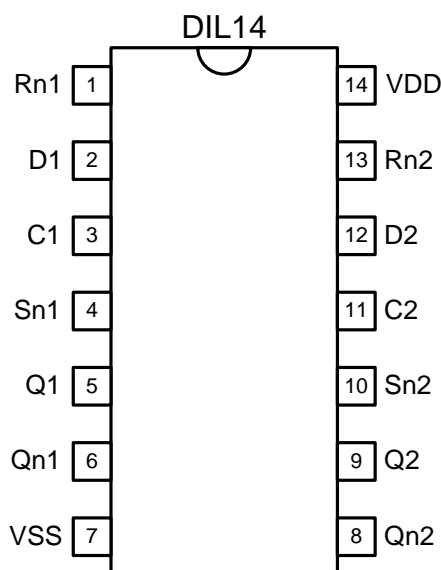 DIL14
Rn1 1 14 VDD
D1 2 13 Rn2
C1 3 12 D2
Sn1 4 11 C2
Q1 5 10 Sn2
Qn1 6 9 Q2
VSS 7 8 Qn2